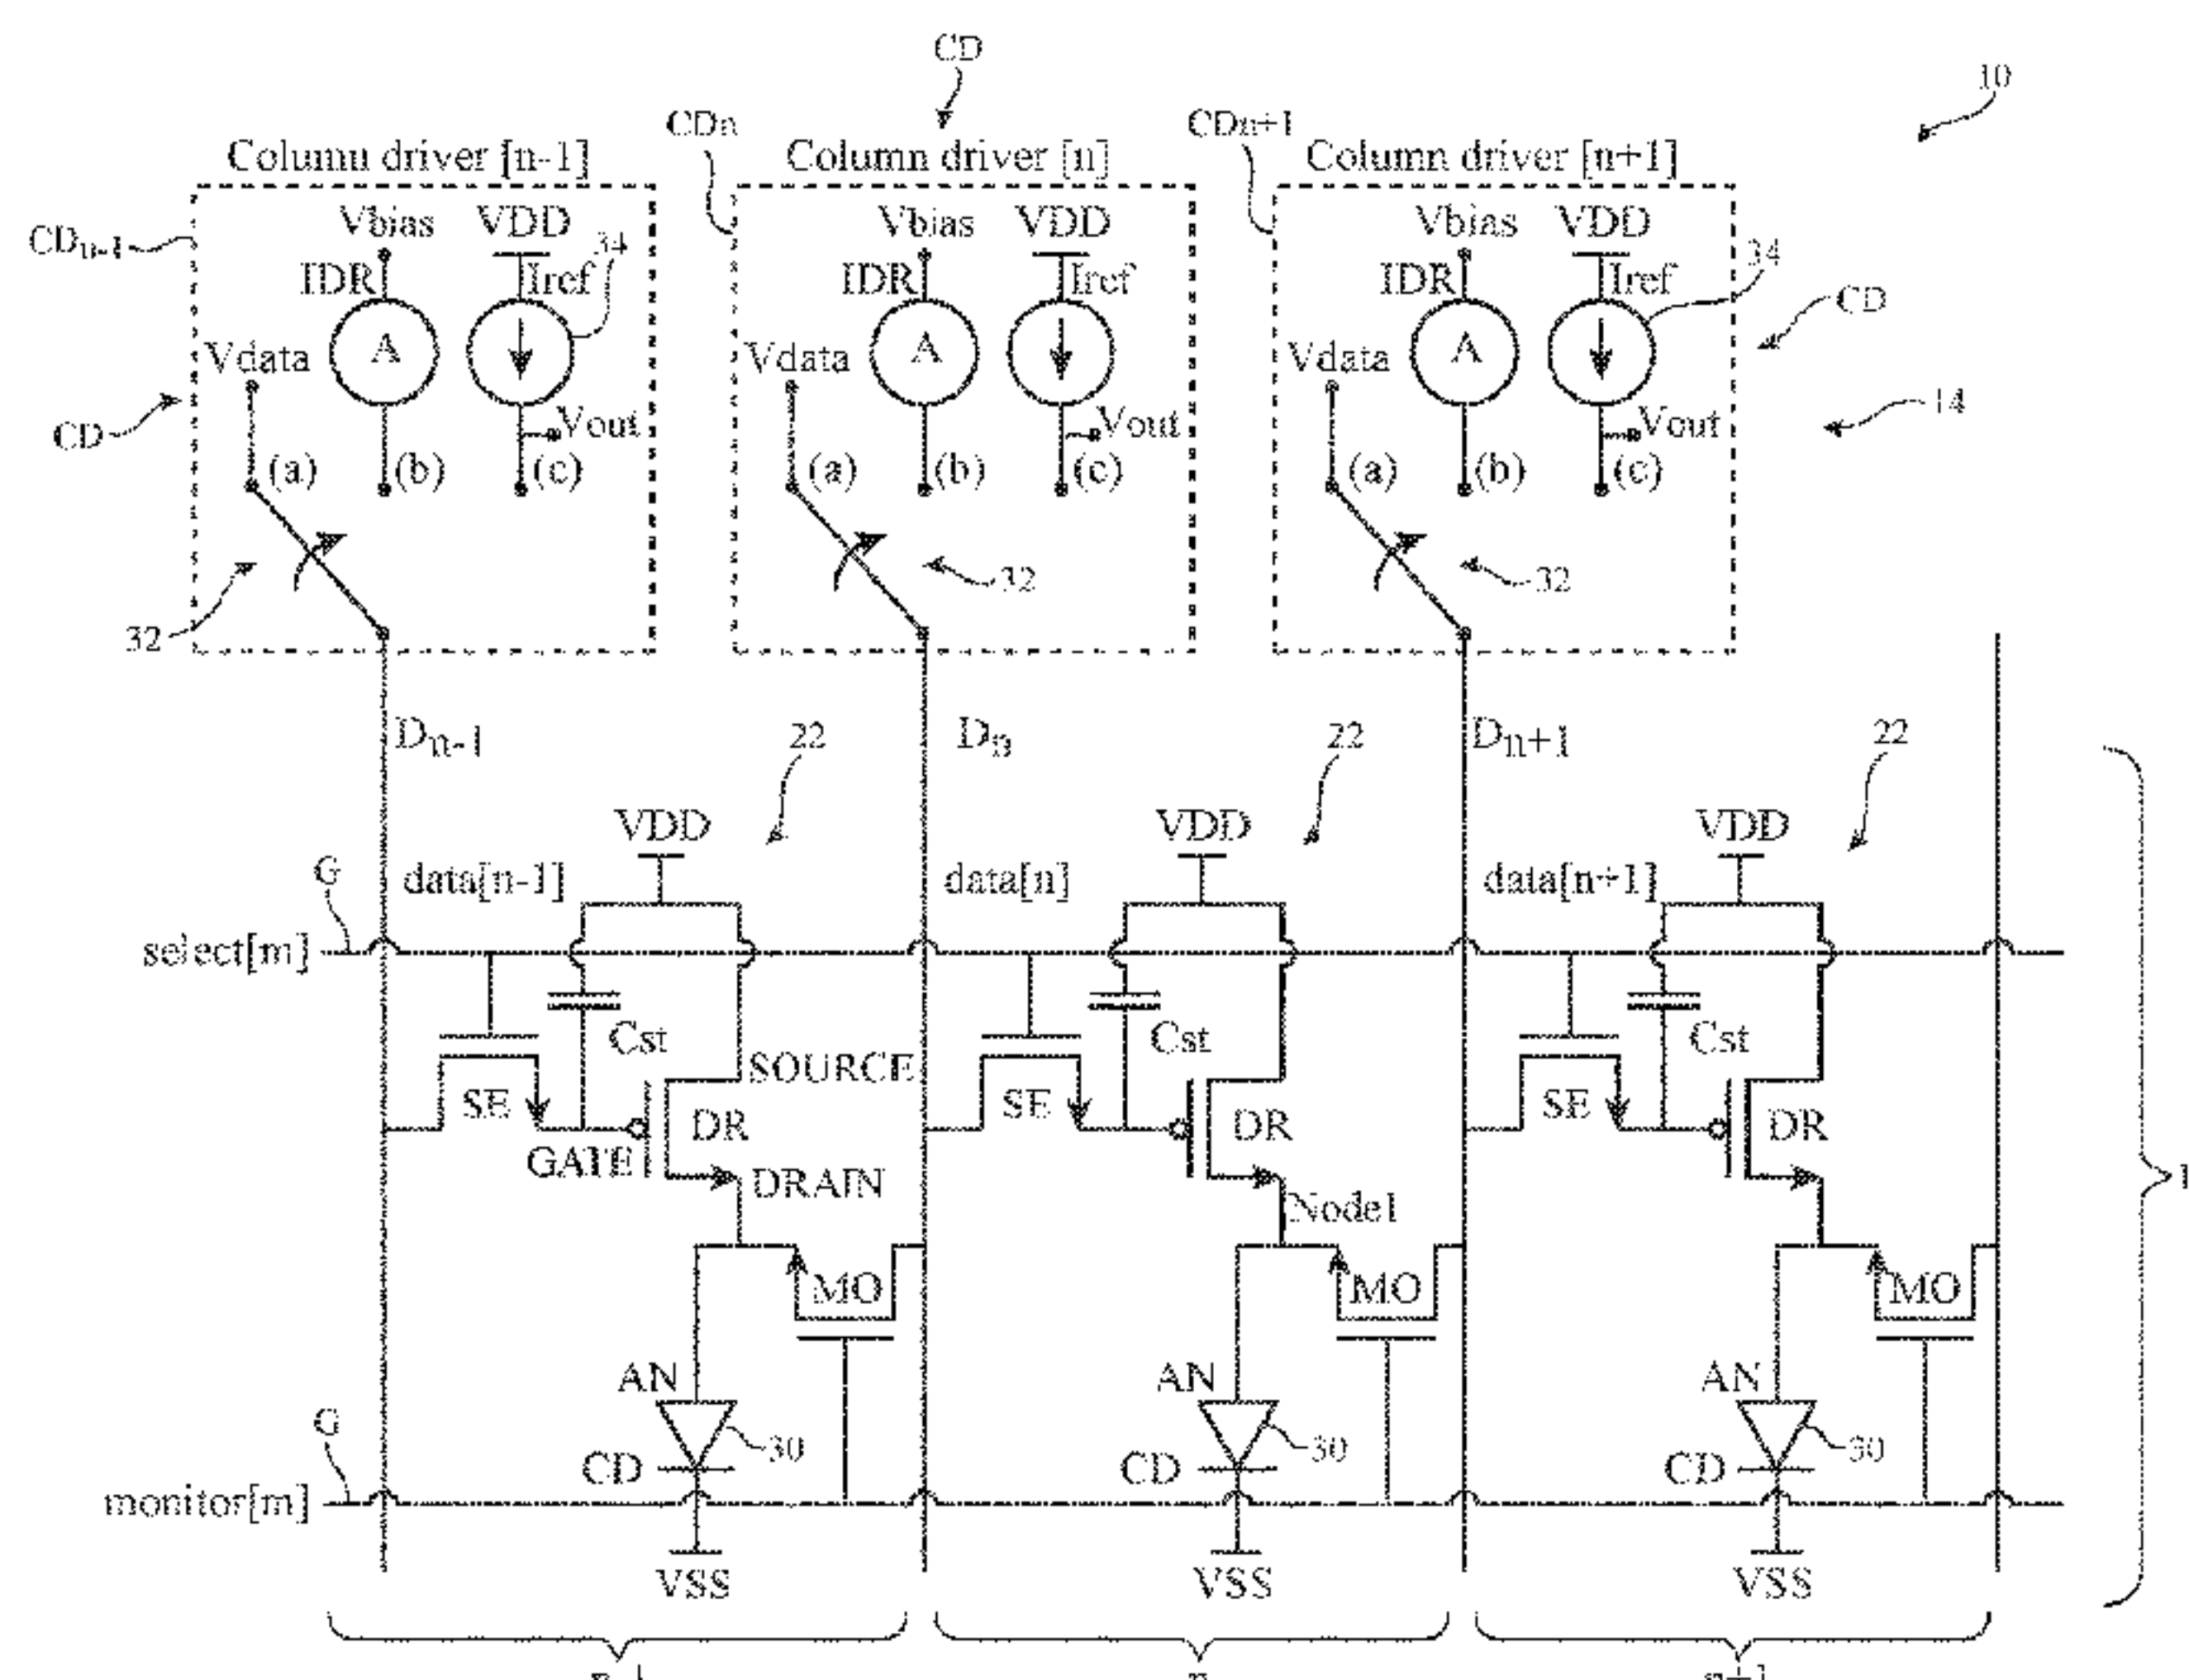 CD
10
CDn
CDn+1
Column driver [n-1]
Column driver [n]
Column driver [n+1]
CDn-1
Vbias VDD
34
Vbias VDD
Vbias VDD
34
IDR Iref
IDR Iref
IDR Iref
CD
Vdata A
Vdata A
Vdata A
CD
Vout
Vout
Vout
14
(a) (b) (c)
(a) (b) (c)
(a) (b) (c)
32
32
32
Dn-1
Dn
Dn+1
22
22
22
VDD
VDD
VDD
G
data[n-1]
data[n]
data[n+1]
select[m]
Cst
Cst
Cst
SOURCE
SE
SE
SE
DR
DR
DR
GATE
DRAIN
Node1
1
MO
MO
MO
AN
AN
AN
G
30
30
30
CD
CD
CD
monitor[m]
VSS
VSS
VSS